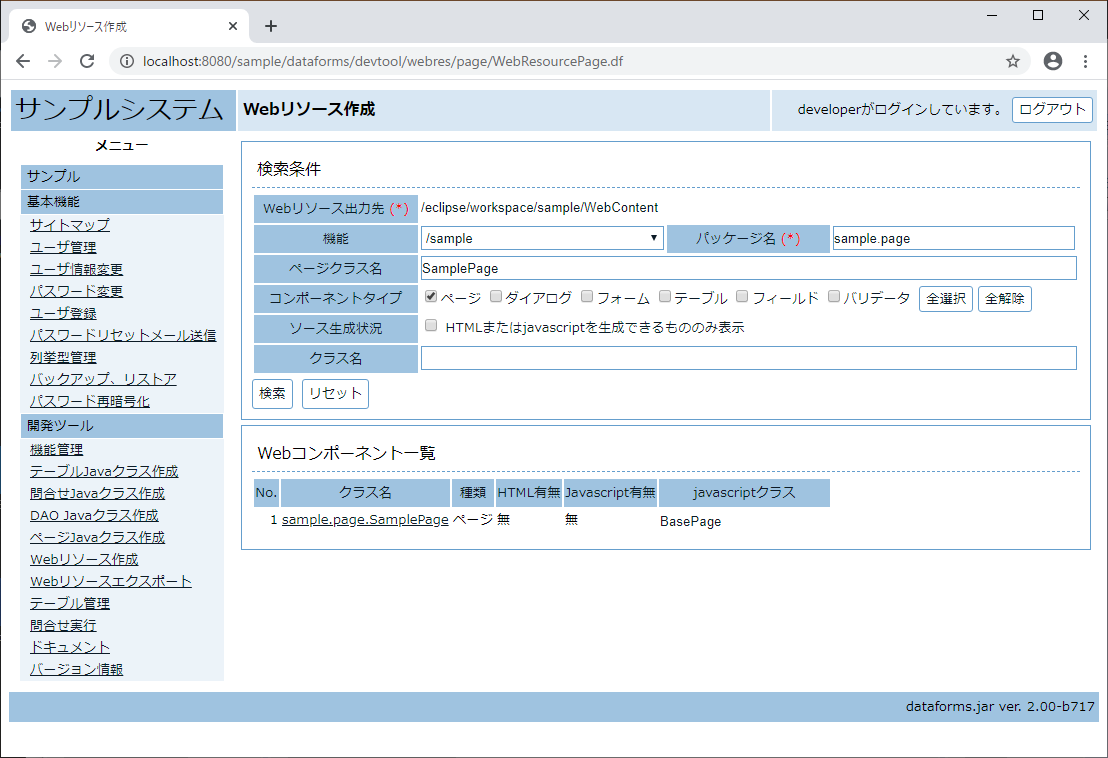 Webリソース作成
localhost:8080/sample/dataforms/devtool/webres/page/WebResourcePage.df
サンプルシステム Webリソース作成 developerがログインしています。 ログアウト
メニュー
サンプル
基本機能
サイトマップ
ユーザ管理
ユーザ情報変更
パスワード変更
ユーザ登録
パスワードリセットメール送信
列挙型管理
バックアップ、リストア
パスワード再暗号化
開発ツール
機能管理
テーブルJavaクラス作成
問合せJavaクラス作成
DAO Javaクラス作成
ページJavaクラス作成
Webリソース作成
Webリソースエクスポート
テーブル管理
問合せ実行
ドキュメント
バージョン情報
検索条件
Webリソース出力先 (*) /eclipse/workspace/sample/WebContent
機能 /sample パッケージ名 (*) sample.page
ページクラス名 SamplePage
コンポーネントタイプ ページ ダイアログ フォーム テーブル フィールド バリデータ 全選択 全解除
ソース生成状況 HTMLまたはjavascriptを生成できるもののみ表示
クラス名
検索 リセット
Webコンポーネント一覧
No. クラス名 種類 HTML有無 Javascript有無 javascriptクラス
1 sample.page.SamplePage ページ 無 無 BasePage
dataforms.jar ver. 2.00-b717